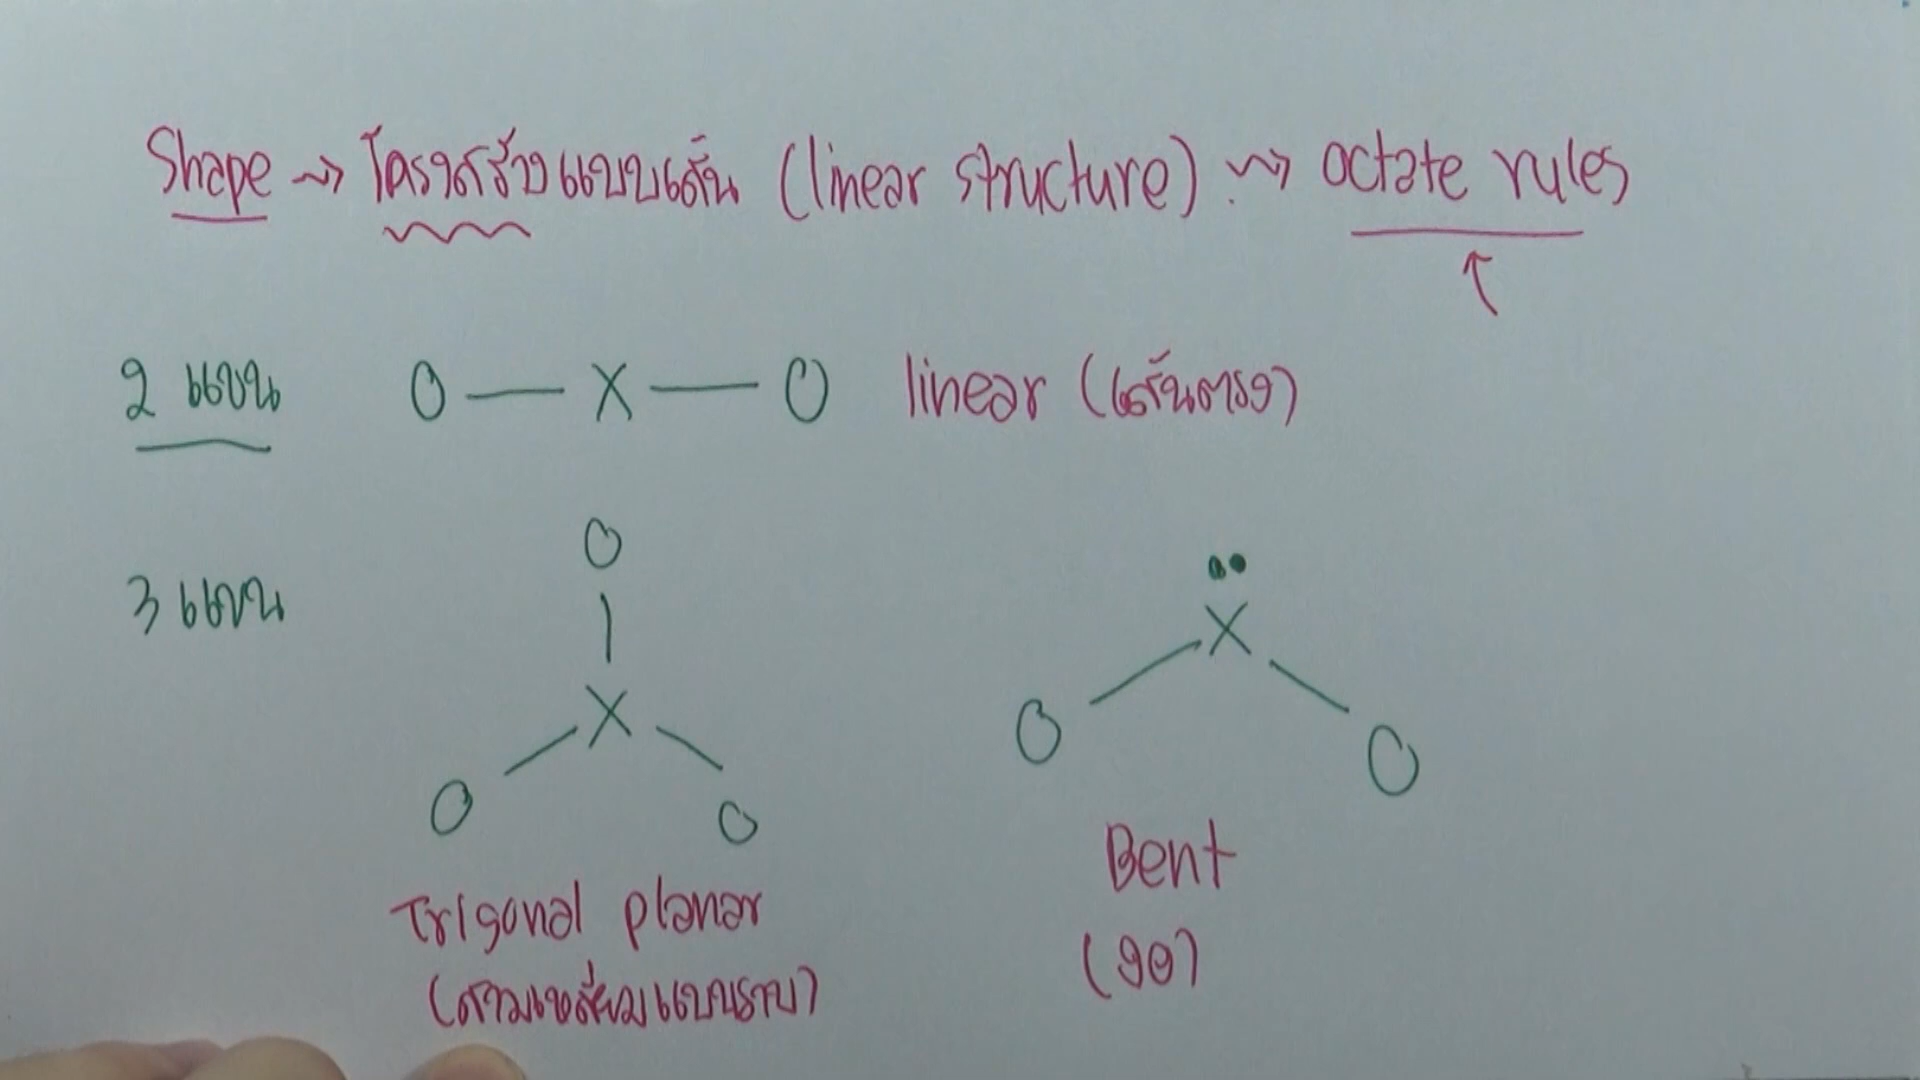 Shape ⇝ โครงสร้างแบบเส้น (linear structure) ⇝ octate rules
2 แขน O — X — O linear (เส้นตรง)
O
3 แขน X
X
O O
O O
Trigonal planar
(สามเหลี่ยมแบนราบ)
Bent
(งอ)